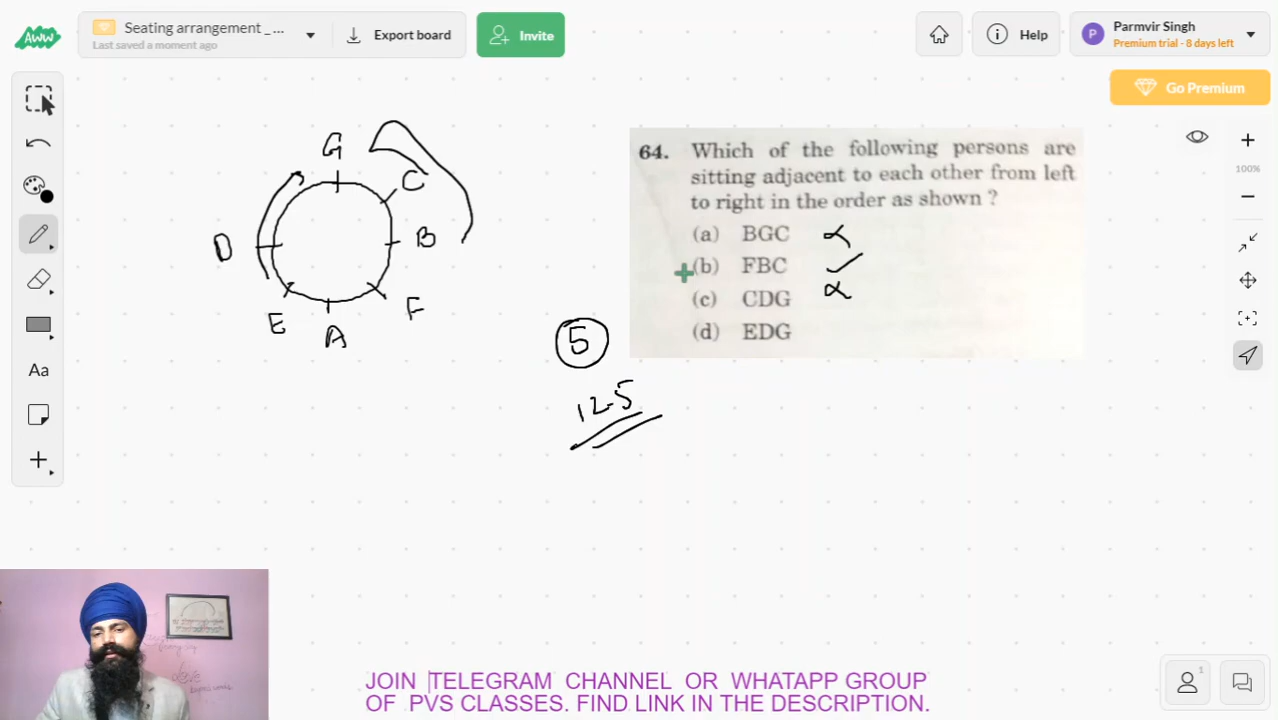 AWW
Seating arrangement _ ...
Last saved a moment ago
Export board
Invite
Help
P
Parmvir Singh
Premium trial - 8 days left
Go Premium
100%
G
C
D
B
E
A
F
64. Which of the following persons are
sitting adjacent to each other from left
to right in the order as shown ?
(a) BGC
(b) FBC
(c) CDG
(d) EDG
5
12.5
Aa
1
JOIN TELEGRAM CHANNEL OR WHATAPP GROUP
OF PVS CLASSES. FIND LINK IN THE DESCRIPTION.